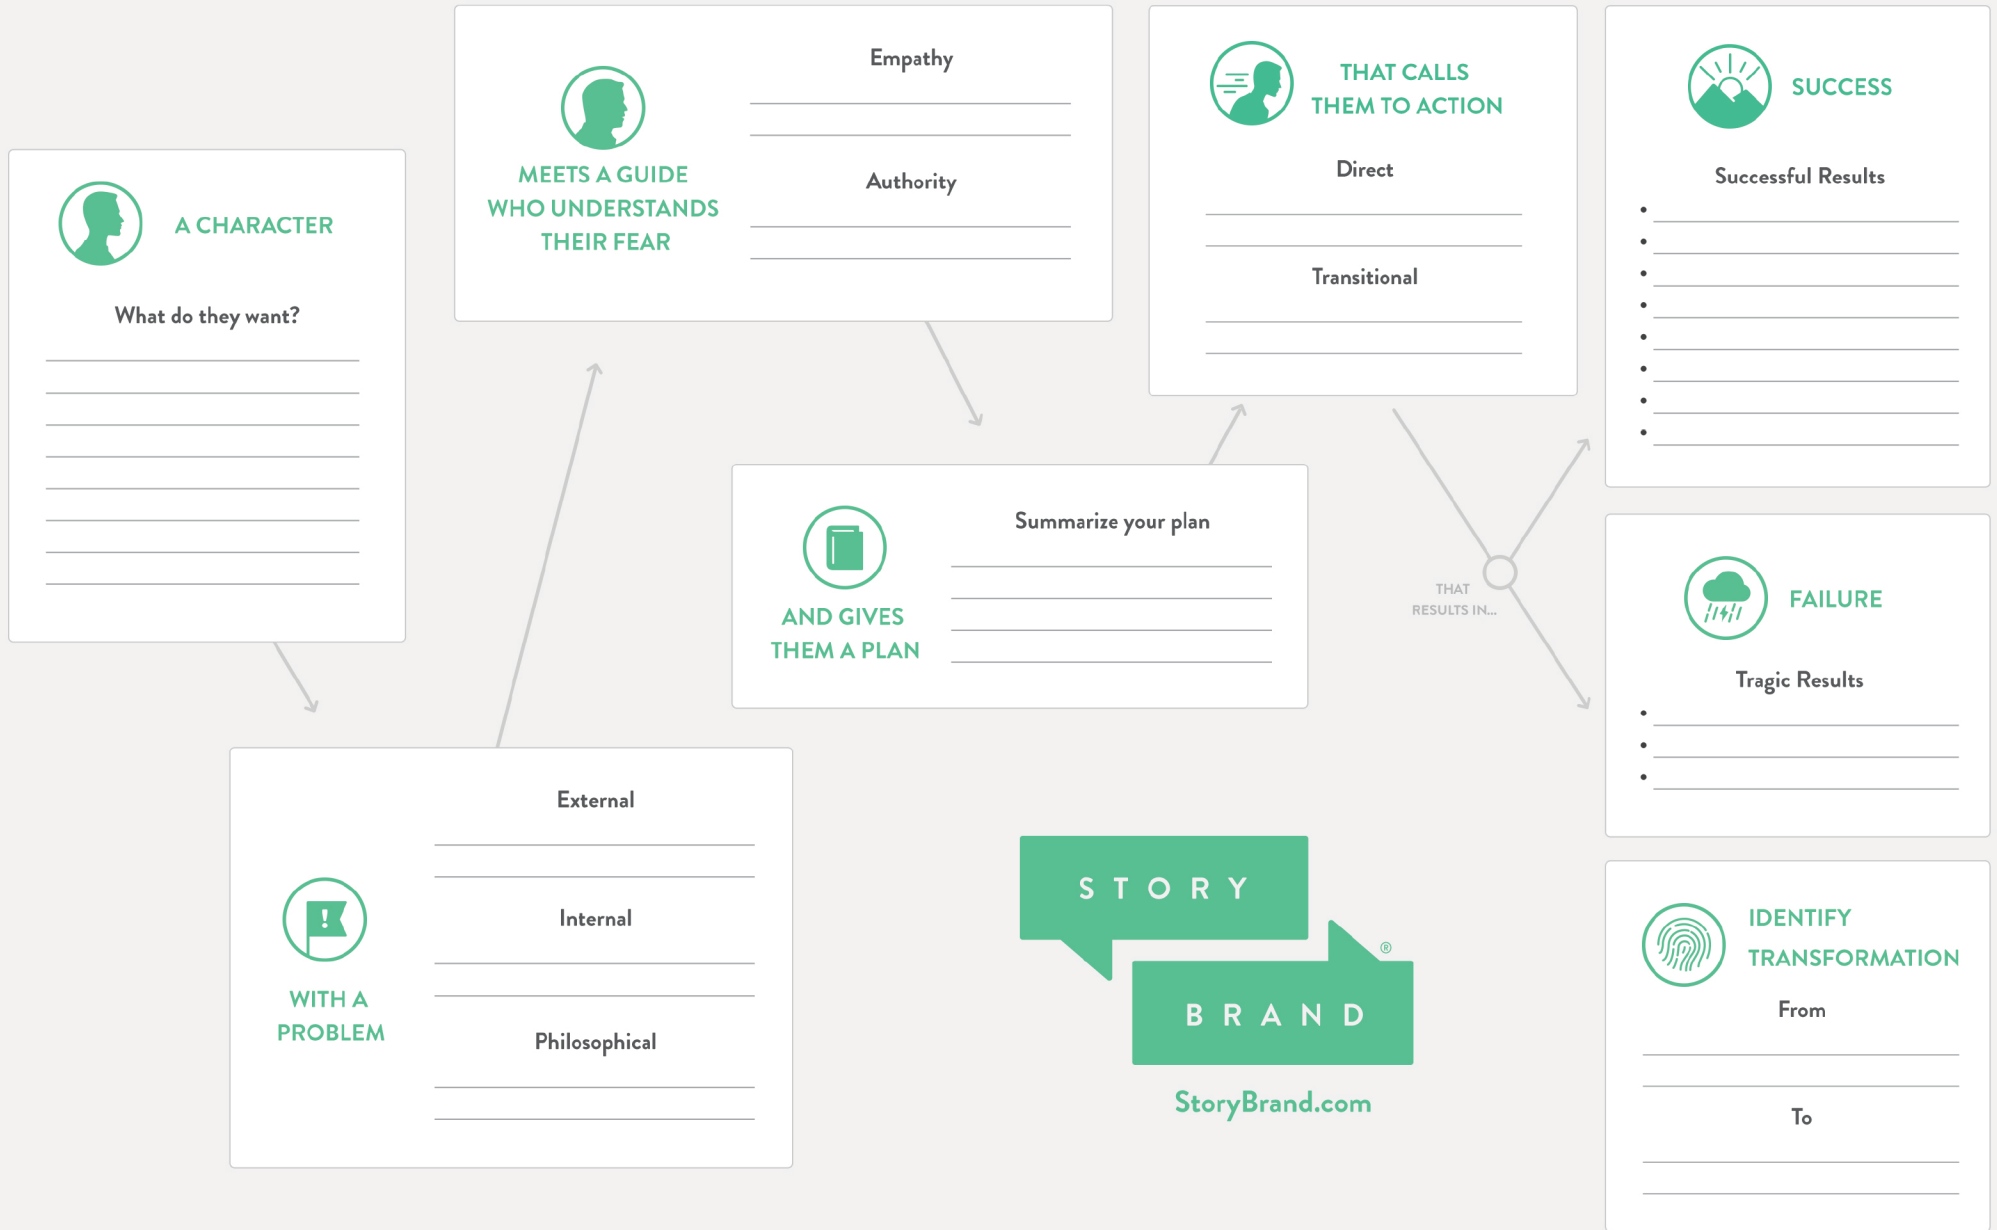 A CHARACTER
What do they want?
WITH A
PROBLEM
External
Internal
Philosophical
MEETS A GUIDE
WHO UNDERSTANDS
THEIR FEAR
Empathy
Authority
AND GIVES
THEM A PLAN
Summarize your plan
THAT CALLS
THEM TO ACTION
Direct
Transitional
THAT
RESULTS IN...
SUCCESS
Successful Results
•
•
•
•
•
•
•
•
FAILURE
Tragic Results
•
•
•
IDENTIFY
TRANSFORMATION
From
To
STORY
BRAND
®
StoryBrand.com